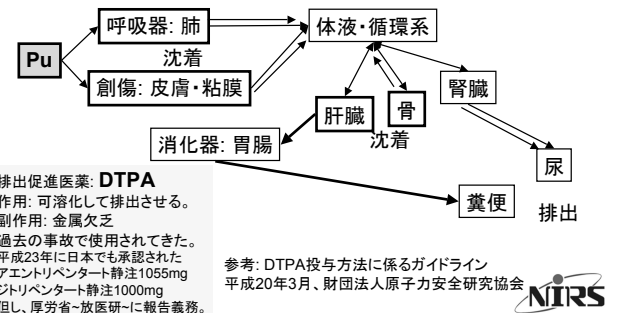 呼吸器: 肺
体液・循環系
Pu
沈着
創傷: 皮膚・粘膜
腎臓
肝臓
骨
沈着
消化器: 胃腸
尿
糞便
排出
排出促進医薬: DTPA
作用: 可溶化して排出させる。
副作用: 金属欠乏
過去の事故で使用されてきた。
平成23年に日本でも承認された
アエントリペンタート静注1055mg
ジトリペンタート静注1000mg
但し、厚労省~放医研~に報告義務。
参考: DTPA投与方法に係るガイドライン
平成20年3月、財団法人原子力安全研究協会
NIRS